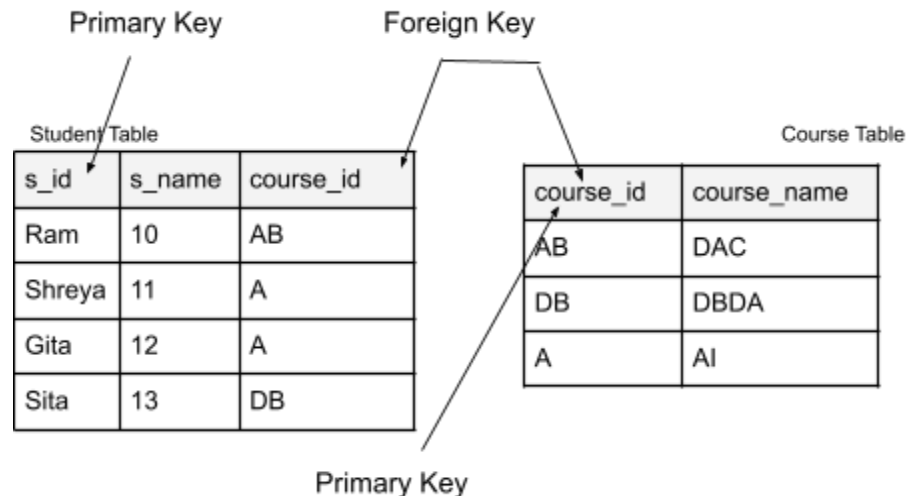 Primary Key Foreign Key
Student Table Course Table
s_id s_name course_id
Ram 10 AB
Shreya 11 A
Gita 12 A
Sita 13 DB
course_id course_name
AB DAC
DB DBDA
A AI
Primary Key